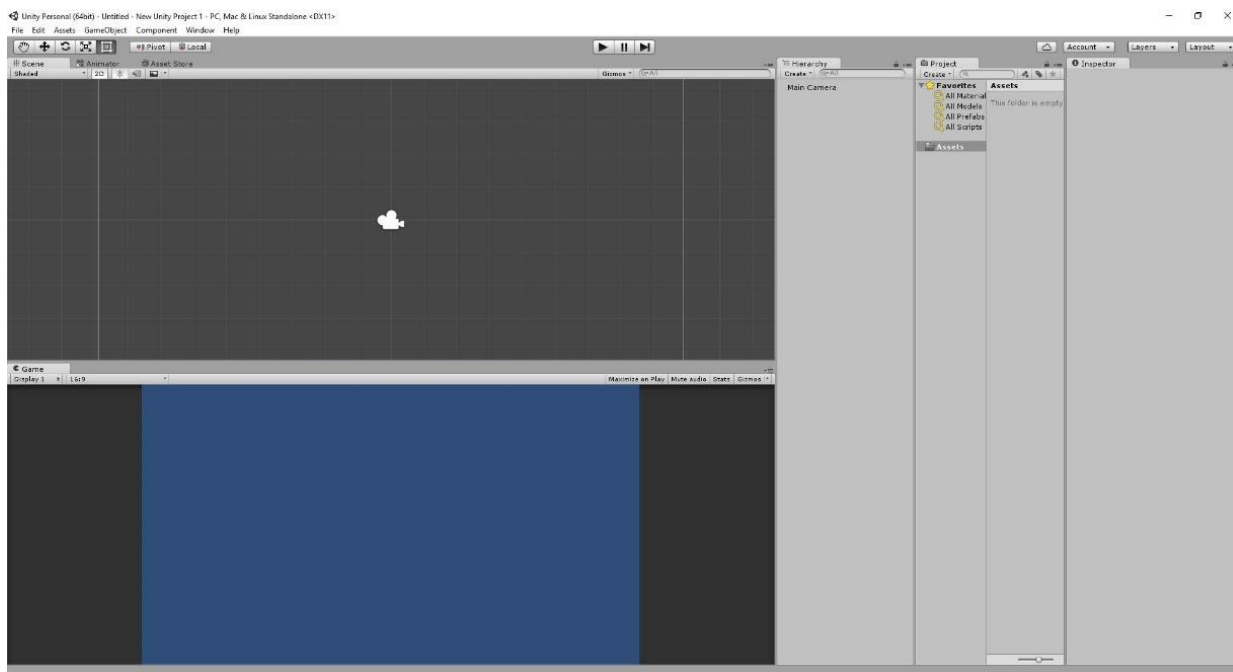 Unity Personal (64bit) - Untitled - New Unity Project 1 - PC, Mac & Linux Standalone <DX11>
File Edit Assets GameObject Component Window Help
Pivot Local Account Layers Layout
Scene Animator Asset Store
Shaded 2D Gizmos All
Hierarchy
Create All
Main Camera
Project
Create
Favorites
All Material
All Models
All Prefabs
All Scripts
Assets
Assets
This folder is empty
Inspector
Game
Display 1 16:9 Maximize on Play Mute audio Stats Gizmos